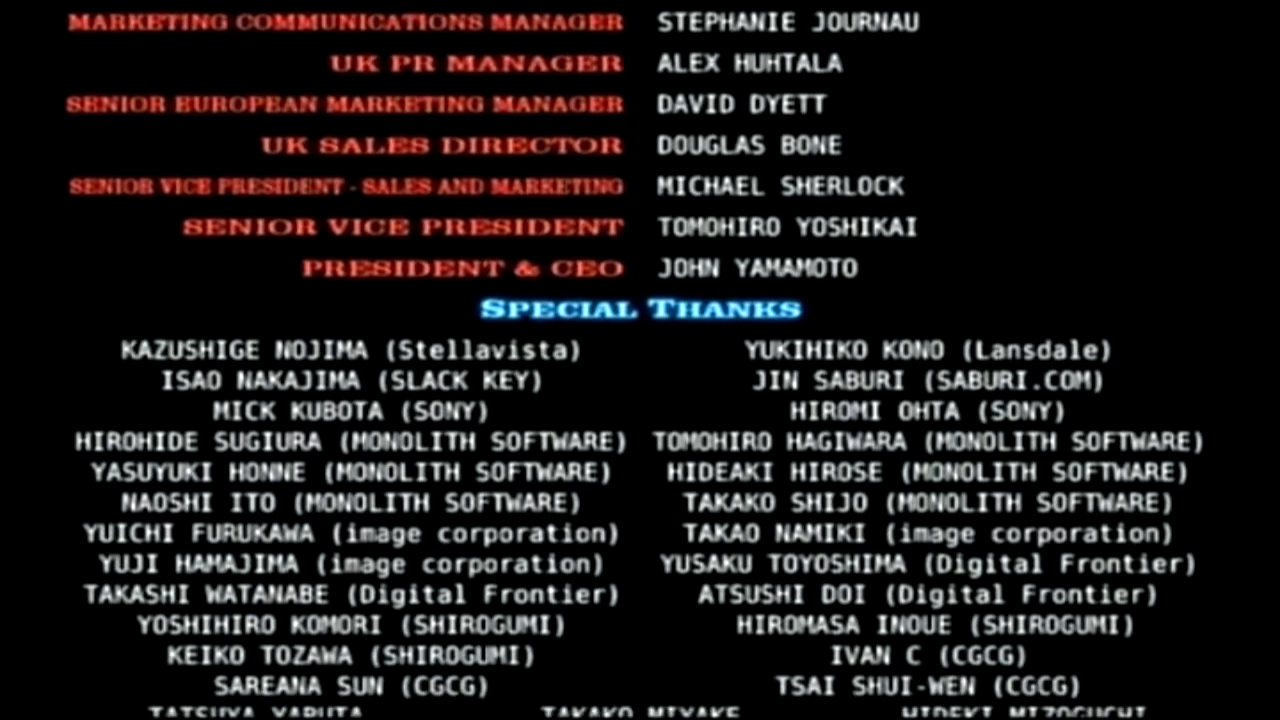 MARKETING COMMUNICATIONS MANAGER STEPHANIE JOURNAU
UK PR MANAGER ALEX HUHTALA
SENIOR EUROPEAN MARKETING MANAGER DAVID DYETT
UK SALES DIRECTOR DOUGLAS BONE
SENIOR VICE PRESIDENT - SALES AND MARKETING MICHAEL SHERLOCK
SENIOR VICE PRESIDENT TOMOHIRO YOSHIKAI
PRESIDENT & CEO JOHN YAMAMOTO
SPECIAL THANKS
KAZUSHIGE NOJIMA (Stellavista) YUKIHIKO KONO (Lansdale)
ISAO NAKAJIMA (SLACK KEY) JIN SABURI (SABURI.COM)
MICK KUBOTA (SONY) HIROMI OHTA (SONY)
HIROHIDE SUGIURA (MONOLITH SOFTWARE) TOMOHIRO HAGIWARA (MONOLITH SOFTWARE)
YASUYUKI HONNE (MONOLITH SOFTWARE) HIDEAKI HIROSE (MONOLITH SOFTWARE)
NAOSHI ITO (MONOLITH SOFTWARE) TAKAKO SHIJO (MONOLITH SOFTWARE)
YUICHI FURUKAWA (image corporation) TAKAO NAMIKI (image corporation)
YUJI HAMAJIMA (image corporation) YUSAKU TOYOSHIMA (Digital Frontier)
TAKASHI WATANABE (Digital Frontier) ATSUSHI DOI (Digital Frontier)
YOSHIHIRO KOMORI (SHIROGUMI) HIROMASA INOUE (SHIROGUMI)
KEIKO TOZAWA (SHIROGUMI) IVAN C (CGCG)
SAREANA SUN (CGCG) TSAI SHUI-WEN (CGCG)
TATSUYA YABUTA TAKAKO MIYAKE HIDEKI MIZOGUCHI